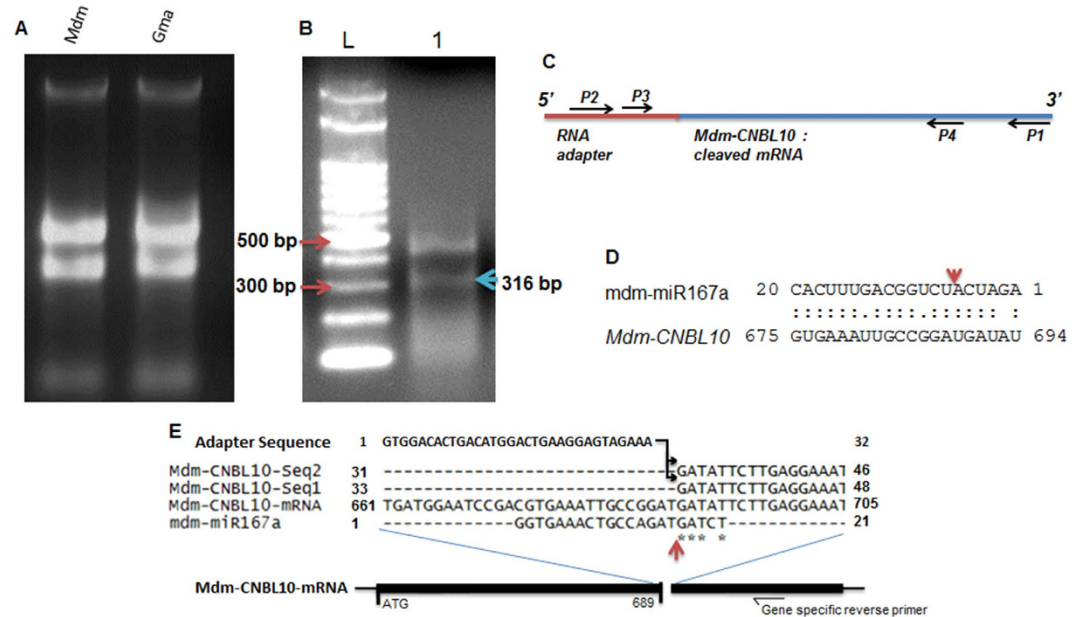 A
Mdm
Gma
B
L 1
500 bp
300 bp
316 bp
C
5' P2 P3 3'
RNA adapter
Mdm-CNBL10 : cleaved mRNA
P4 P1
D
mdm-miR167a 20 CACUUUGACGGUCUACUAGA 1
::::::.::::.:::::: :
Mdm-CNBL10 675 GUGAAAUUGCCGGAUGAUAU 694
E
Adapter Sequence 1 GTGGACACTGACATGGACTGAAGGAGTAGAAA 32
Mdm-CNBL10-Seq2 31 -----------------------------GATATTCTTGAGGAAAT 46
Mdm-CNBL10-Seq1 33 -----------------------------GATATTCTTGAGGAAAT 48
Mdm-CNBL10-mRNA 661 TGATGGAATCCGACGTGAAATTGCCGGATGATATTCTTGAGGAAAT 705
mdm-miR167a 1 -------------GGTGAAACTGCCAGATGATCT------------ 21
*** *
Mdm-CNBL10-mRNA
ATG 689
Gene specific reverse primer